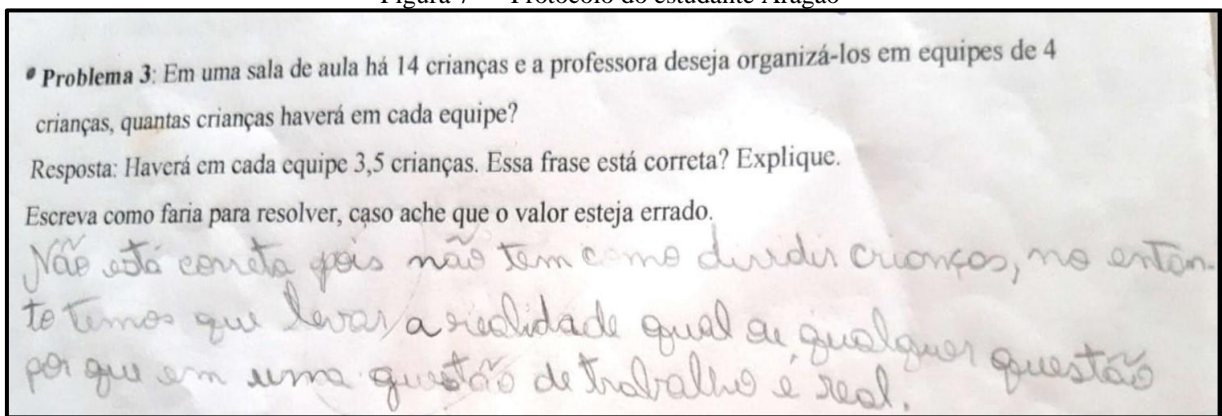 Figura 7 – Protocolo do estudante Aragão
• Problema 3: Em uma sala de aula há 14 crianças e a professora deseja organizá-los em equipes de 4
crianças, quantas crianças haverá em cada equipe?
Resposta: Haverá em cada equipe 3,5 crianças. Essa frase está correta? Explique.
Escreva como faria para resolver, caso ache que o valor esteja errado.
Não está correta pois não tem como dividir crianças, no entan-
to temos que levar a realidade qual qualquer questão
por que em uma questão de trabalho é real.